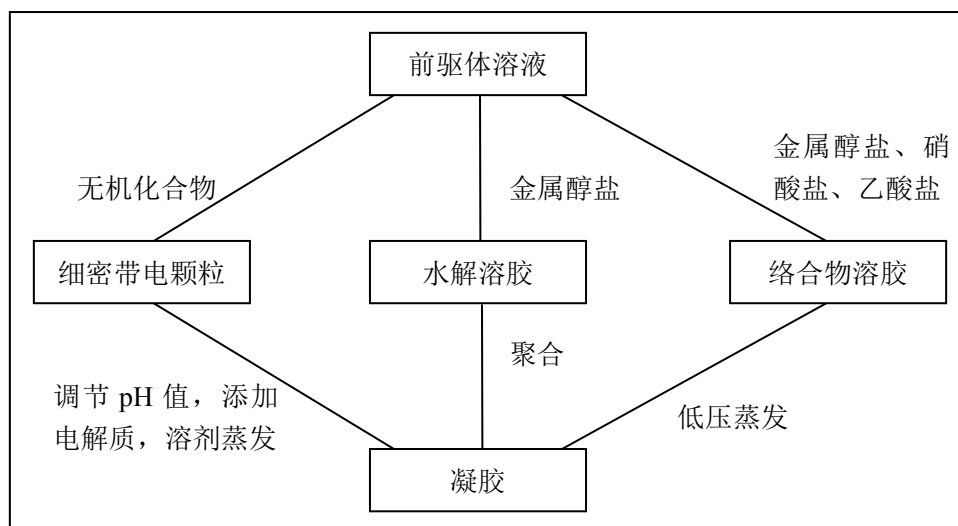 前驱体溶液
无机化合物
金属醇盐
金属醇盐、硝
酸盐、乙酸盐
细密带电颗粒
水解溶胶
络合物溶胶
调节 pH 值，添加
电解质，溶剂蒸发
聚合
低压蒸发
凝胶